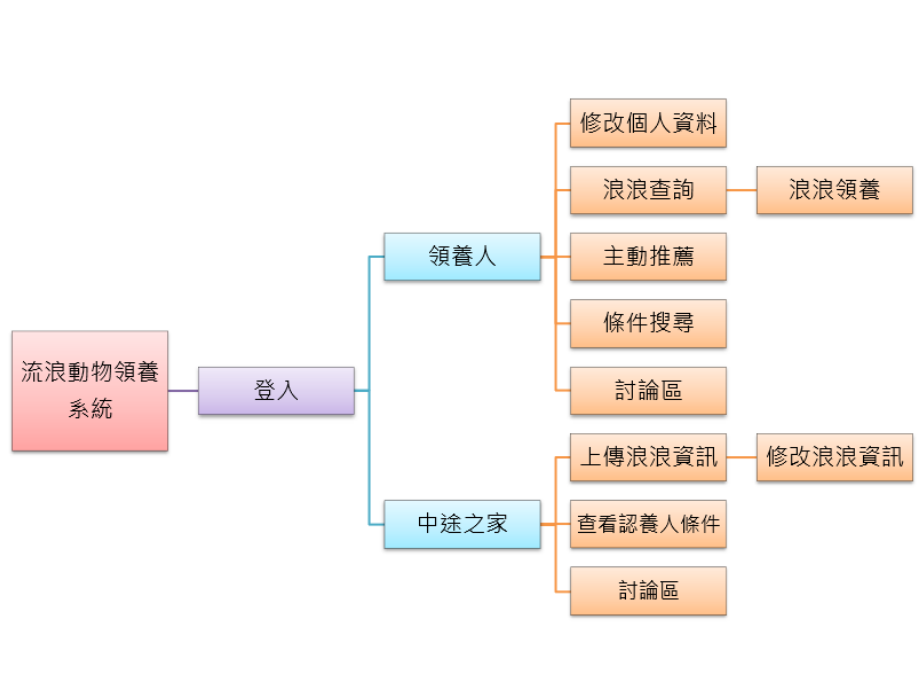 流浪動物領養
系統
登入
領養人
修改個人資料
浪浪查詢
浪浪領養
主動推薦
條件搜尋
討論區
中途之家
上傳浪浪資訊
修改浪浪資訊
查看認養人條件
討論區